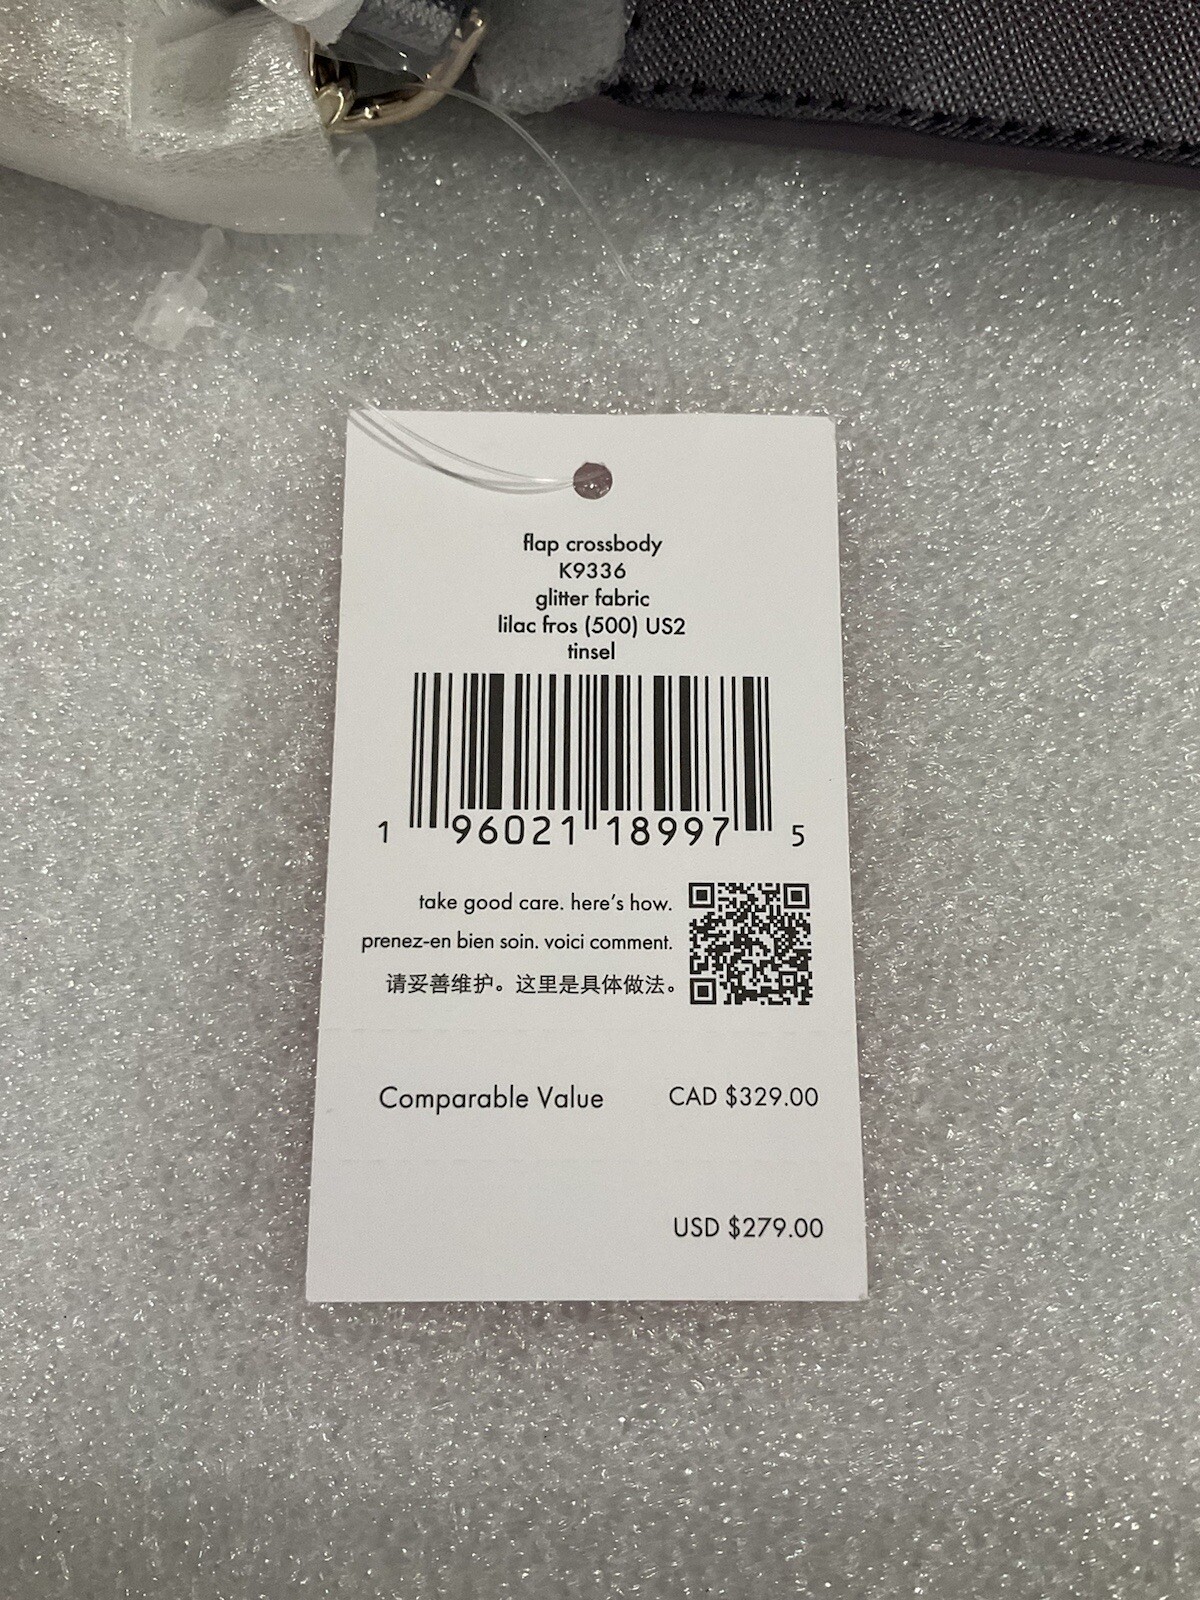 flap crossbody
K9336
glitter fabric
lilac fros (500) US2
tinsel
1 96021 18997 5
take good care. here's how.
prenez-en bien soin. voici comment.
请妥善维护。这里是具体做法。
Comparable Value CAD $329.00
USD $279.00